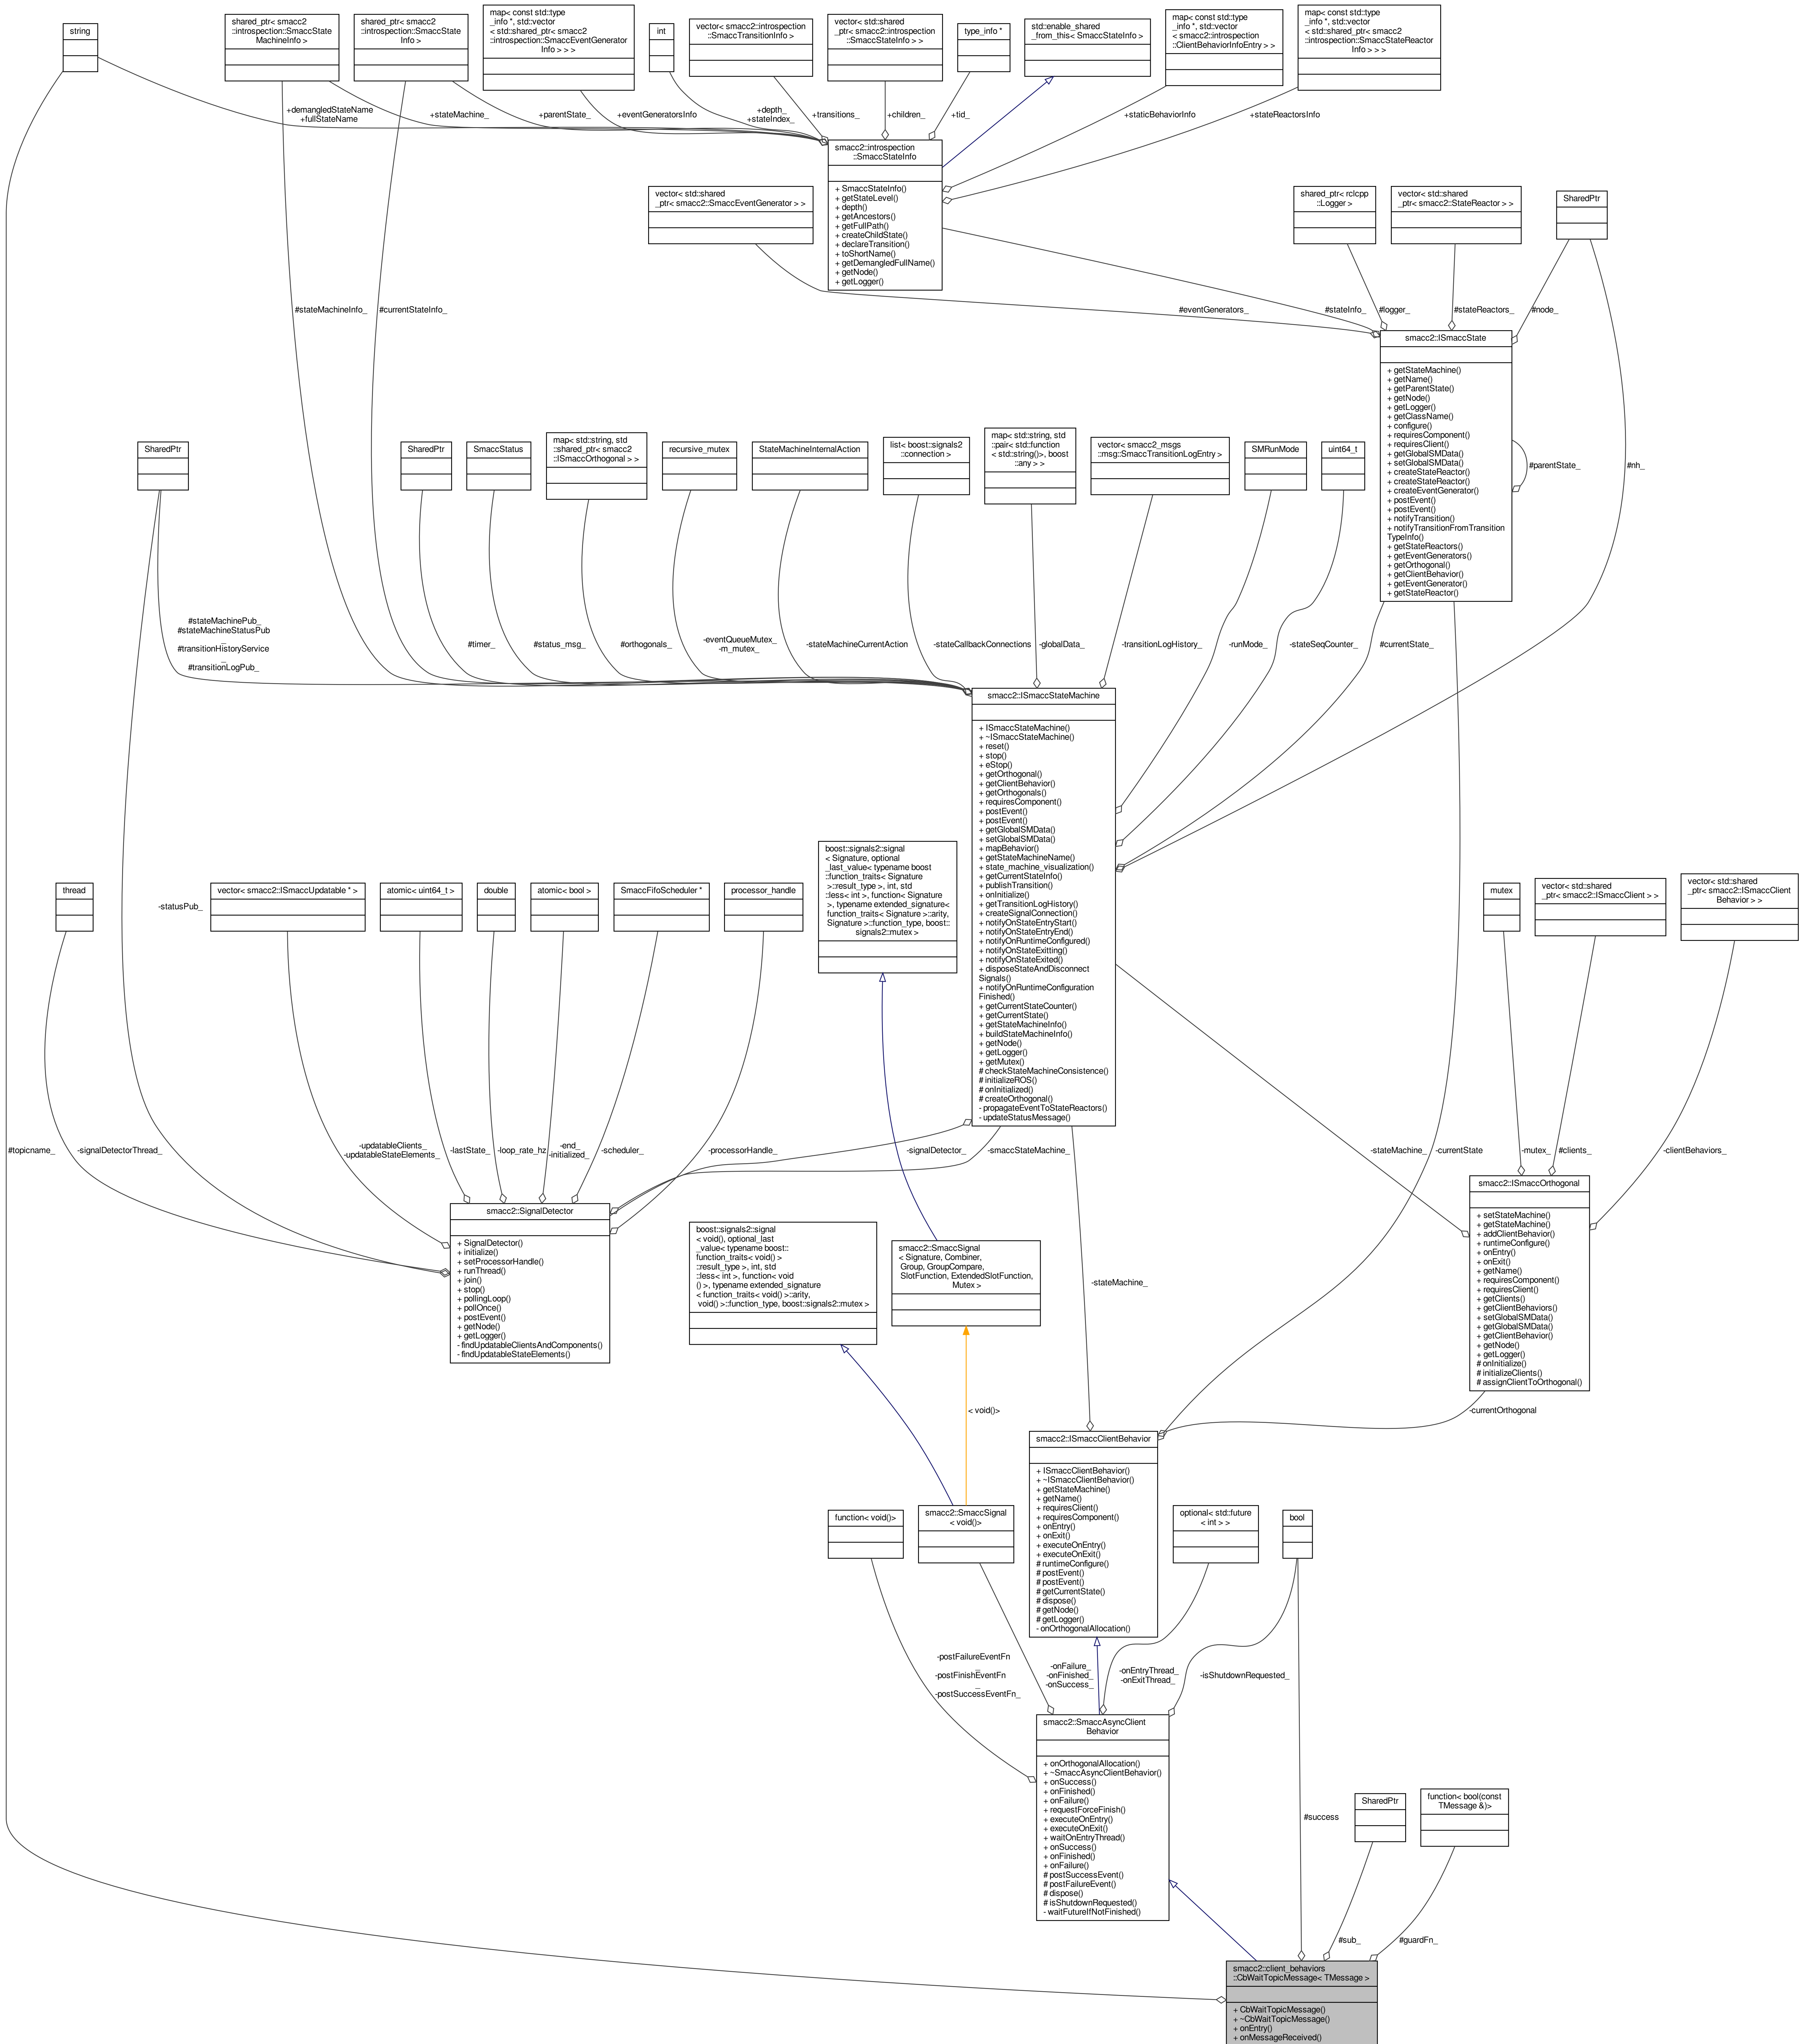 string
shared_ptr< smacc2
::introspection::SmaccState
MachineInfo >
shared_ptr< smacc2
::introspection::SmaccState
Info >
map< const std::type
_info *, std::vector
< std::shared_ptr< smacc2
::introspection::SmaccEventGenerator
Info > > >
int
vector< smacc2::introspection
::SmaccTransitionInfo >
vector< std::shared
_ptr< smacc2::introspection
::SmaccStateInfo > >
type_info *
std::enable_shared
_from_this< SmaccStateInfo >
map< const std::type
_info *, std::vector
< smacc2::introspection
::ClientBehaviorInfoEntry > >
map< const std::type
_info *, std::vector
< std::shared_ptr< smacc2
::introspection::SmaccStateReactor
Info > > >
+demangledStateName
+fullStateName
+stateMachine_
+parentState_
+eventGeneratorsInfo
+depth_
+stateIndex_
+transitions_
+children_
+tid_
+staticBehaviorInfo
+stateReactorsInfo
smacc2::introspection
::SmaccStateInfo
+ SmaccStateInfo()
+ getStateLevel()
+ depth()
+ getAncestors()
+ getFullPath()
+ createChildState()
+ declareTransition()
+ toShortName()
+ getDemangledFullName()
+ getNode()
+ getLogger()
vector< std::shared
_ptr< smacc2::SmaccEventGenerator > >
shared_ptr< rclcpp
::Logger >
vector< std::shared
_ptr< smacc2::StateReactor > >
SharedPtr
#stateMachineInfo_
#currentStateInfo_
#eventGenerators_
#stateInfo_
#logger_
#stateReactors_
#node_
smacc2::ISmaccState
+ getStateMachine()
+ getName()
+ getParentState()
+ getNode()
+ getLogger()
+ getClassName()
+ configure()
+ requiresComponent()
+ requiresClient()
+ getGlobalSMData()
+ setGlobalSMData()
+ createStateReactor()
+ createStateReactor()
+ createEventGenerator()
+ postEvent()
+ postEvent()
+ notifyTransition()
+ notifyTransitionFromTransition
TypeInfo()
+ getStateReactors()
+ getEventGenerators()
+ getOrthogonal()
+ getClientBehavior()
+ getEventGenerator()
+ getStateReactor()
#parentState_
#nh_
SharedPtr
SharedPtr
SmaccStatus
map< std::string, std
::shared_ptr< smacc2
::ISmaccOrthogonal > >
recursive_mutex
StateMachineInternalAction
list< boost::signals2
::connection >
map< std::string, std
::pair< std::function
< std::string()>, boost
::any > >
vector< smacc2_msgs
::msg::SmaccTransitionLogEntry >
SMRunMode
uint64_t
#stateMachinePub_
#stateMachineStatusPub
_
#transitionHistoryService
_
#transitionLogPub_
#timer_
#status_msg_
#orthogonals_
-eventQueueMutex_
-m_mutex_
-stateMachineCurrentAction
-stateCallbackConnections
-globalData_
-transitionLogHistory_
-runMode_
-stateSeqCounter_
#currentState_
smacc2::ISmaccStateMachine
+ ISmaccStateMachine()
+ ~ISmaccStateMachine()
+ reset()
+ stop()
+ eStop()
+ getOrthogonal()
+ getClientBehavior()
+ getOrthogonals()
+ requiresComponent()
+ postEvent()
+ postEvent()
+ getGlobalSMData()
+ setGlobalSMData()
+ mapBehavior()
+ getStateMachineName()
+ state_machine_visualization()
+ getCurrentStateInfo()
+ publishTransition()
+ onInitialize()
+ getTransitionLogHistory()
+ createSignalConnection()
+ notifyOnStateEntryStart()
+ notifyOnStateEntryEnd()
+ notifyOnRuntimeConfigured()
+ notifyOnStateExitting()
+ notifyOnStateExited()
+ disposeStateAndDisconnect
Signals()
+ notifyOnRuntimeConfiguration
Finished()
+ getCurrentStateCounter()
+ getCurrentState()
+ getStateMachineInfo()
+ buildStateMachineInfo()
+ getNode()
+ getLogger()
+ getMutex()
# checkStateMachineConsistence()
# initializeROS()
# onInitialized()
# createOrthogonal()
- propagateEventToStateReactors()
- updateStatusMessage()
boost::signals2::signal
< Signature, optional
_last_value< typename boost
::function_traits< Signature
>::result_type >, int, std
::less< int >, function< Signature
>, typename extended_signature<
function_traits< Signature >::arity,
Signature >::function_type, boost::
signals2::mutex >
thread
vector< smacc2::ISmaccUpdatable * >
atomic< uint64_t >
double
atomic< bool >
SmaccFifoScheduler *
processor_handle
mutex
vector< std::shared
_ptr< smacc2::ISmaccClient > >
vector< std::shared
_ptr< smacc2::ISmaccClient
Behavior > >
-statusPub_
#topicname_
-signalDetectorThread_
-updatableClients_
-updatableStateElements_
-lastState_
-loop_rate_hz
-end_
-initialized_
-scheduler_
-processorHandle_
-signalDetector_
-smaccStateMachine_
-stateMachine_
-currentState
-mutex_
#clients_
-clientBehaviors_
smacc2::SignalDetector
+ SignalDetector()
+ initialize()
+ setProcessorHandle()
+ runThread()
+ join()
+ stop()
+ pollingLoop()
+ pollOnce()
+ postEvent()
+ getNode()
+ getLogger()
- findUpdatableClientsAndComponents()
- findUpdatableStateElements()
smacc2::ISmaccOrthogonal
+ setStateMachine()
+ getStateMachine()
+ addClientBehavior()
+ runtimeConfigure()
+ onEntry()
+ onExit()
+ getName()
+ requiresComponent()
+ requiresClient()
+ getClients()
+ getClientBehaviors()
+ setGlobalSMData()
+ getGlobalSMData()
+ getClientBehavior()
+ getNode()
+ getLogger()
# onInitialize()
# initializeClients()
# assignClientToOrthogonal()
boost::signals2::signal
< void(), optional_last
_value< typename boost::
function_traits< void() >
::result_type >, int, std
::less< int >, function< void
() >, typename extended_signature
< function_traits< void() >::arity,
void() >::function_type, boost::signals2::mutex >
smacc2::SmaccSignal
< Signature, Combiner,
Group, GroupCompare,
SlotFunction, ExtendedSlotFunction,
Mutex >
-stateMachine_
< void()>
-currentOrthogonal
smacc2::ISmaccClientBehavior
+ ISmaccClientBehavior()
+ ~ISmaccClientBehavior()
+ getStateMachine()
+ getName()
+ requiresClient()
+ requiresComponent()
+ onEntry()
+ onExit()
+ executeOnEntry()
+ executeOnExit()
# runtimeConfigure()
# postEvent()
# postEvent()
# getCurrentState()
# dispose()
# getNode()
# getLogger()
- onOrthogonalAllocation()
function< void()>
smacc2::SmaccSignal
< void()>
optional< std::future
< int > >
bool
-postFailureEventFn
_
-postFinishEventFn
_
-postSuccessEventFn_
-onFailure_
-onFinished_
-onSuccess_
-onEntryThread_
-onExitThread_
-isShutdownRequested_
smacc2::SmaccAsyncClient
Behavior
+ onOrthogonalAllocation()
+ ~SmaccAsyncClientBehavior()
+ onSuccess()
+ onFinished()
+ onFailure()
+ requestForceFinish()
+ executeOnEntry()
+ executeOnExit()
+ waitOnEntryThread()
+ onSuccess()
+ onFinished()
+ onFailure()
# postSuccessEvent()
# postFailureEvent()
# dispose()
# isShutdownRequested()
- waitFutureIfNotFinished()
SharedPtr
function< bool(const
TMessage &)>
#success
#sub_
#guardFn_
smacc2::client_behaviors
::CbWaitTopicMessage< TMessage >
+ CbWaitTopicMessage()
+ ~CbWaitTopicMessage()
+ onEntry()
+ onMessageReceived()